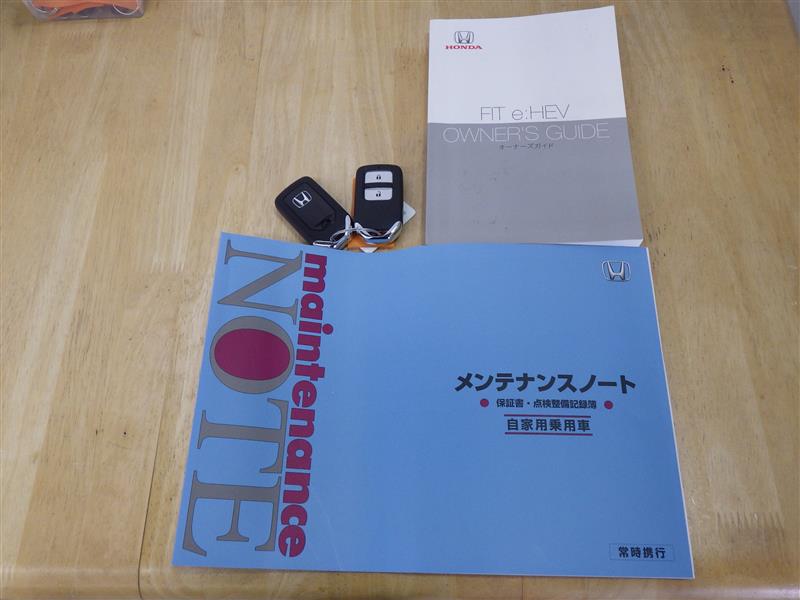 HONDA
FIT e:HEV
OWNER'S GUIDE
オーナーズガイド
maintenance
NOTE
メンテナンスノート
● 保証書・点検整備記録簿 ●
自家用乗用車
常時携行